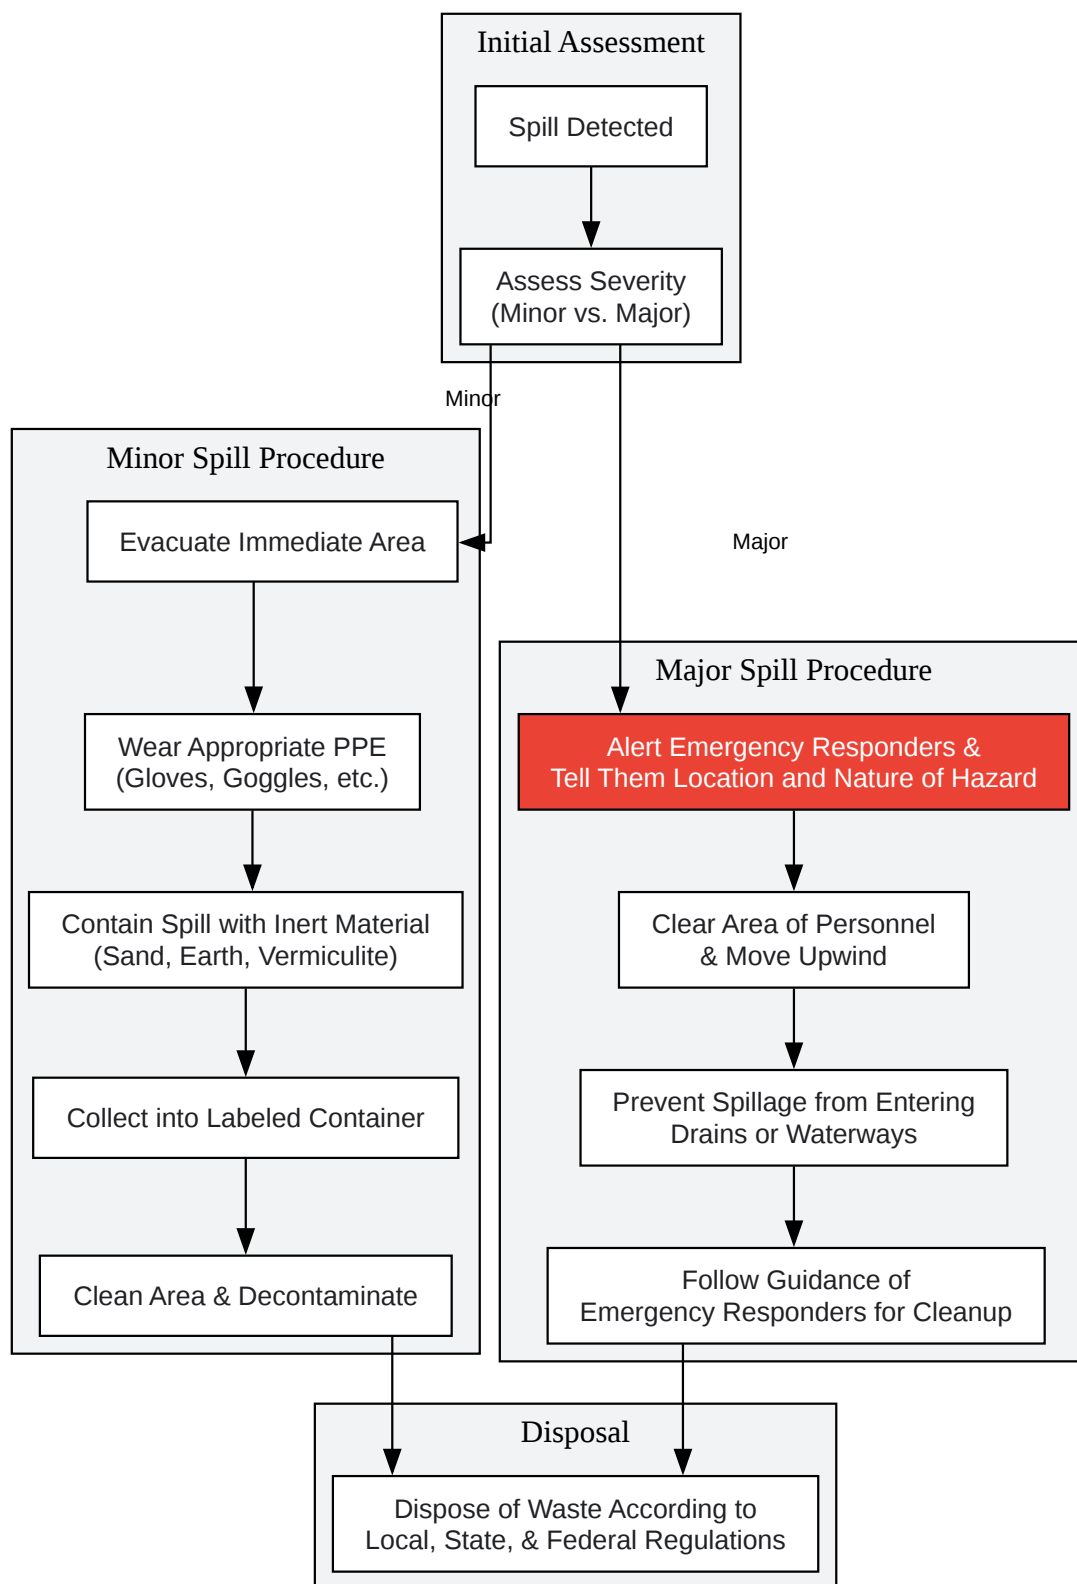 Initial Assessment
Spill Detected
Assess Severity
(Minor vs. Major)
Minor
Major
Minor Spill Procedure
Evacuate Immediate Area
Wear Appropriate PPE
(Gloves, Goggles, etc.)
Contain Spill with Inert Material
(Sand, Earth, Vermiculite)
Collect into Labeled Container
Clean Area & Decontaminate
Major Spill Procedure
Alert Emergency Responders &
Tell Them Location and Nature of Hazard
Clear Area of Personnel
& Move Upwind
Prevent Spillage from Entering
Drains or Waterways
Follow Guidance of
Emergency Responders for Cleanup
Disposal
Dispose of Waste According to
Local, State, & Federal Regulations